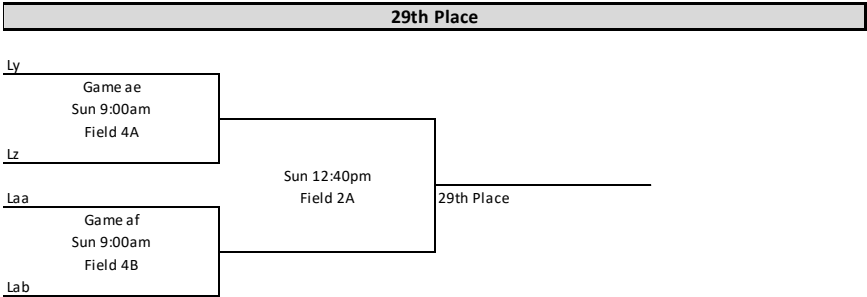 29th Place
Ly
Game ae
Sun 9:00am
Field 4A
Lz
Sun 12:40pm
Field 2A
29th Place
Laa
Game af
Sun 9:00am
Field 4B
Lab